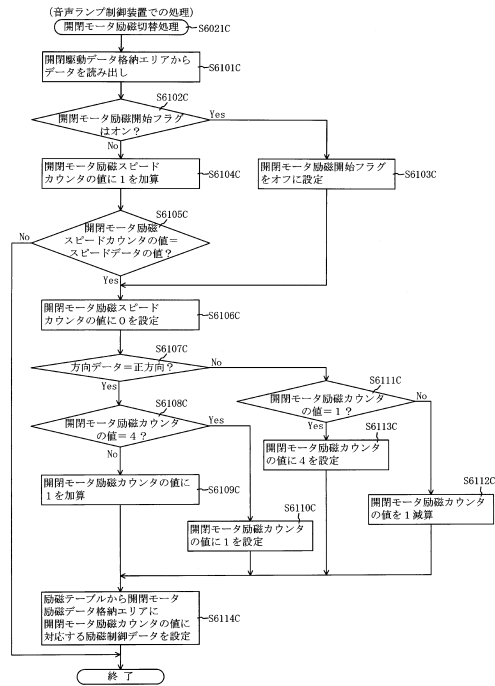 (音声ランプ制御装置での処理)
開閉モータ励磁切替処理
S6021C
開閉駆動データ格納エリアから
データを読み出し
S6101C
S6102C
開閉モータ励磁開始フラグ
はオン?
Yes
No
開閉モータ励磁スピード
カウンタの値に1を加算
S6104C
開閉モータ励磁開始フラグ
をオフに設定
S6103C
S6105C
開閉モータ励磁
スピードカウンタの値=
スピードデータの値?
No
Yes
開閉モータ励磁スピード
カウンタの値に0を設定
S6106C
S6107C
方向データ=正方向?
No
Yes
S6111C
開閉モータ励磁カウンタ
の値=1?
No
Yes
S6108C
開閉モータ励磁カウンタ
の値=4?
Yes
No
S6113C
開閉モータ励磁カウンタ
の値に4を設定
開閉モータ励磁カウンタの値に
1を加算
S6109C
S6112C
開閉モータ励磁カウンタ
の値を1減算
S6110C
開閉モータ励磁カウンタ
の値に1を設定
励磁テーブルから開閉モータ
励磁データ格納エリアに
開閉モータ励磁カウンタの値に
対応する励磁制御データを設定
S6114C
終了